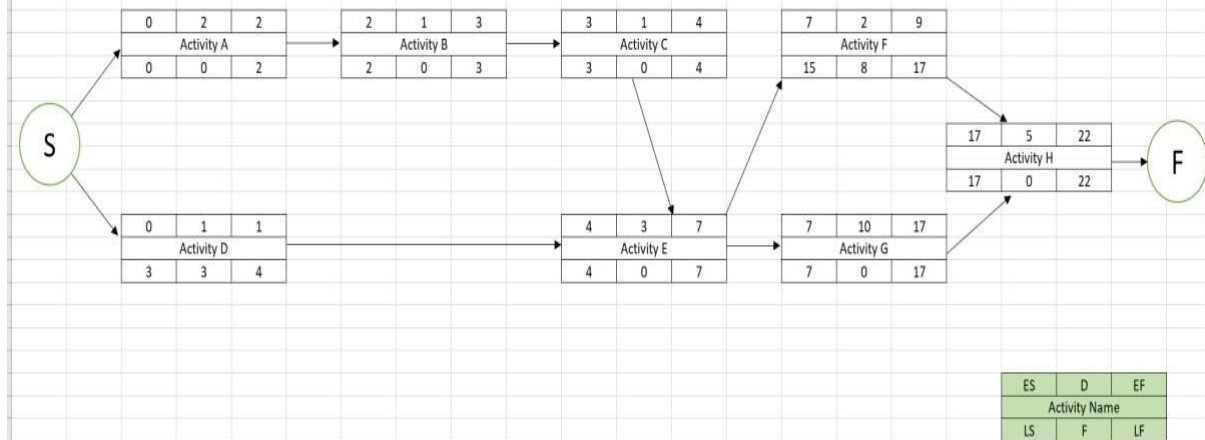 0 2 2
Activity A
0 0 2
2 1 3
Activity B
2 0 3
3 1 4
Activity C
3 0 4
7 2 9
Activity F
15 8 17
S
17 5 22
Activity H
17 0 22
F
0 1 1
Activity D
3 3 4
4 3 7
Activity E
4 0 7
7 10 17
Activity G
7 0 17
ES D EF
Activity Name
LS F LF